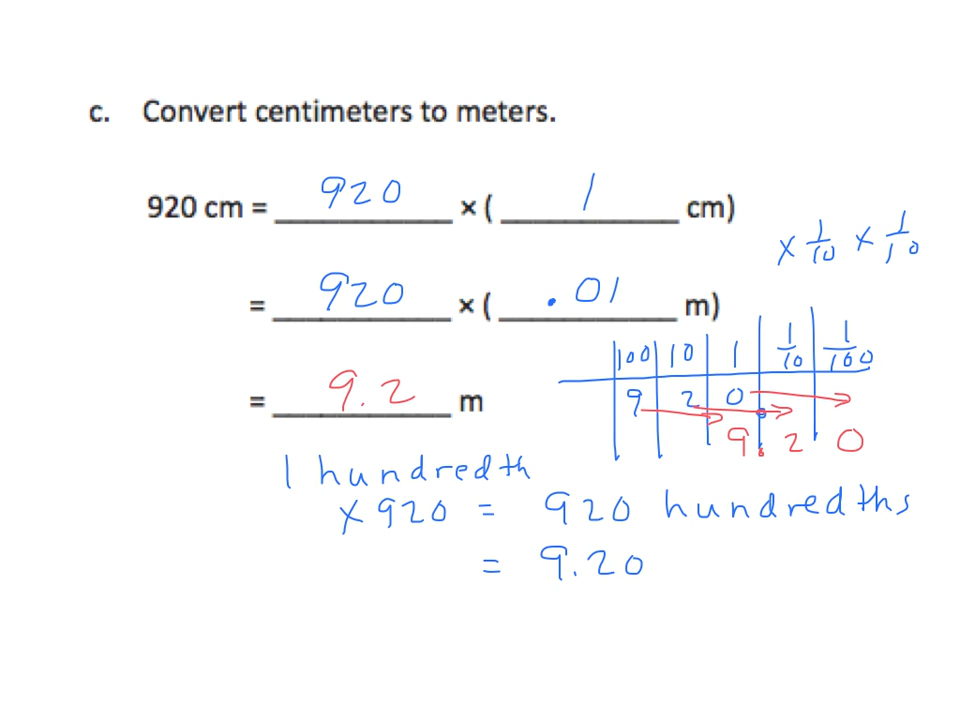 c. Convert centimeters to meters.
920 cm = 920 × ( 1 cm)
x 1/10 x 1/10
= 920 × ( .01 m)
100 10 1 1/10 1/100
= 9.2 m
9 2 0
9. 2 0
1 hundredth
x 920 = 920 hundredths
= 9.20